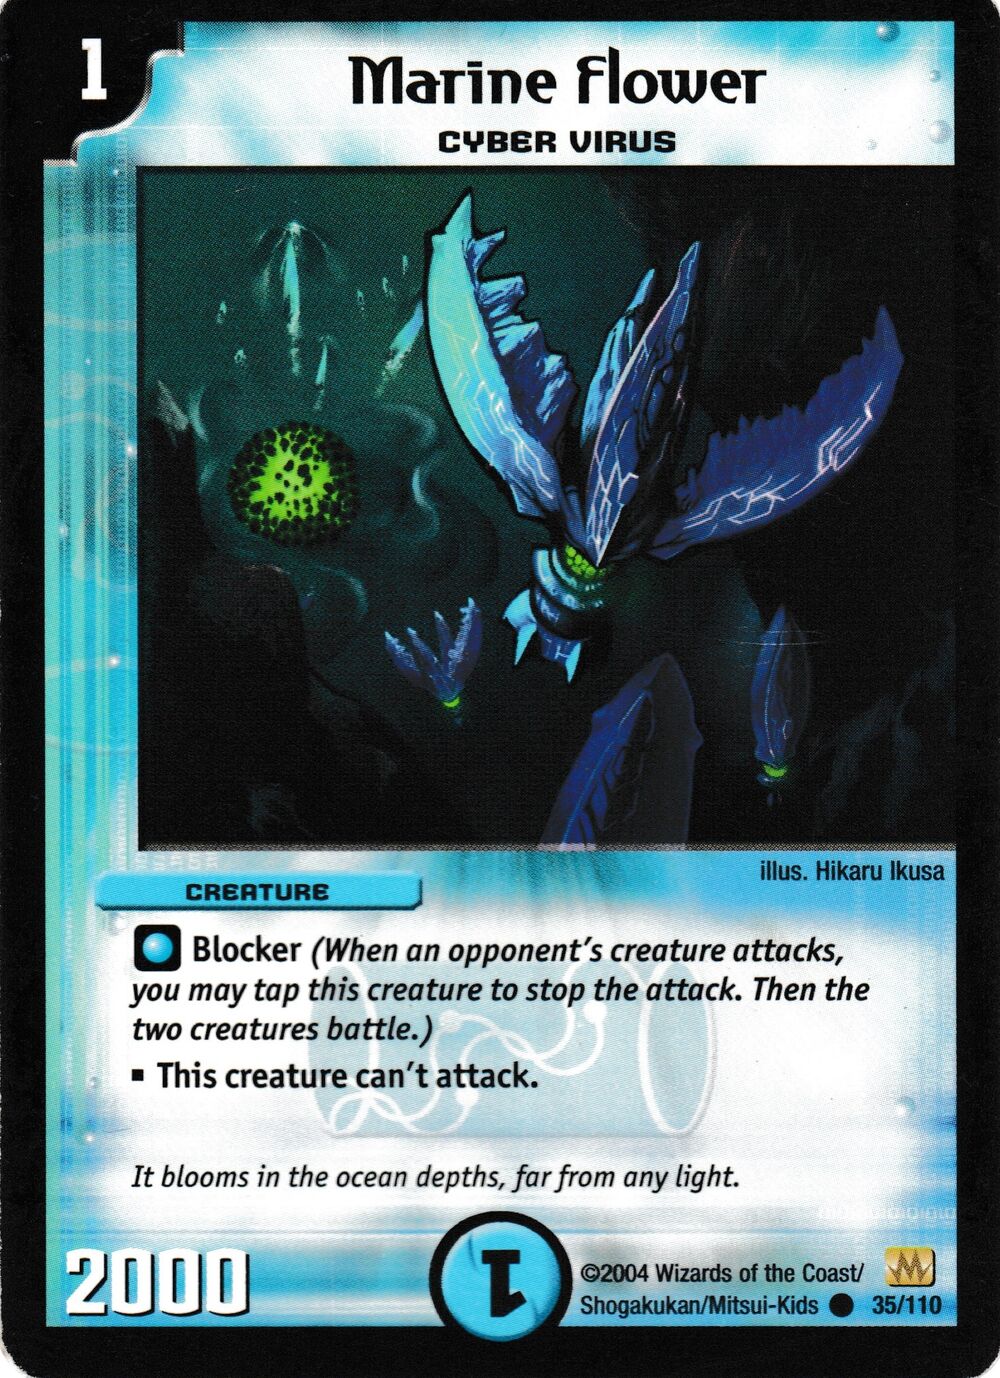 1
Marine Flower
CYBER VIRUS
illus. Hikaru Ikusa
CREATURE
Blocker (When an opponent's creature attacks,
you may tap this creature to stop the attack. Then the
two creatures battle.)
▪ This creature can't attack.
It blooms in the ocean depths, far from any light.
2000
1
©2004 Wizards of the Coast/
Shogakukan/Mitsui-Kids ● 35/110